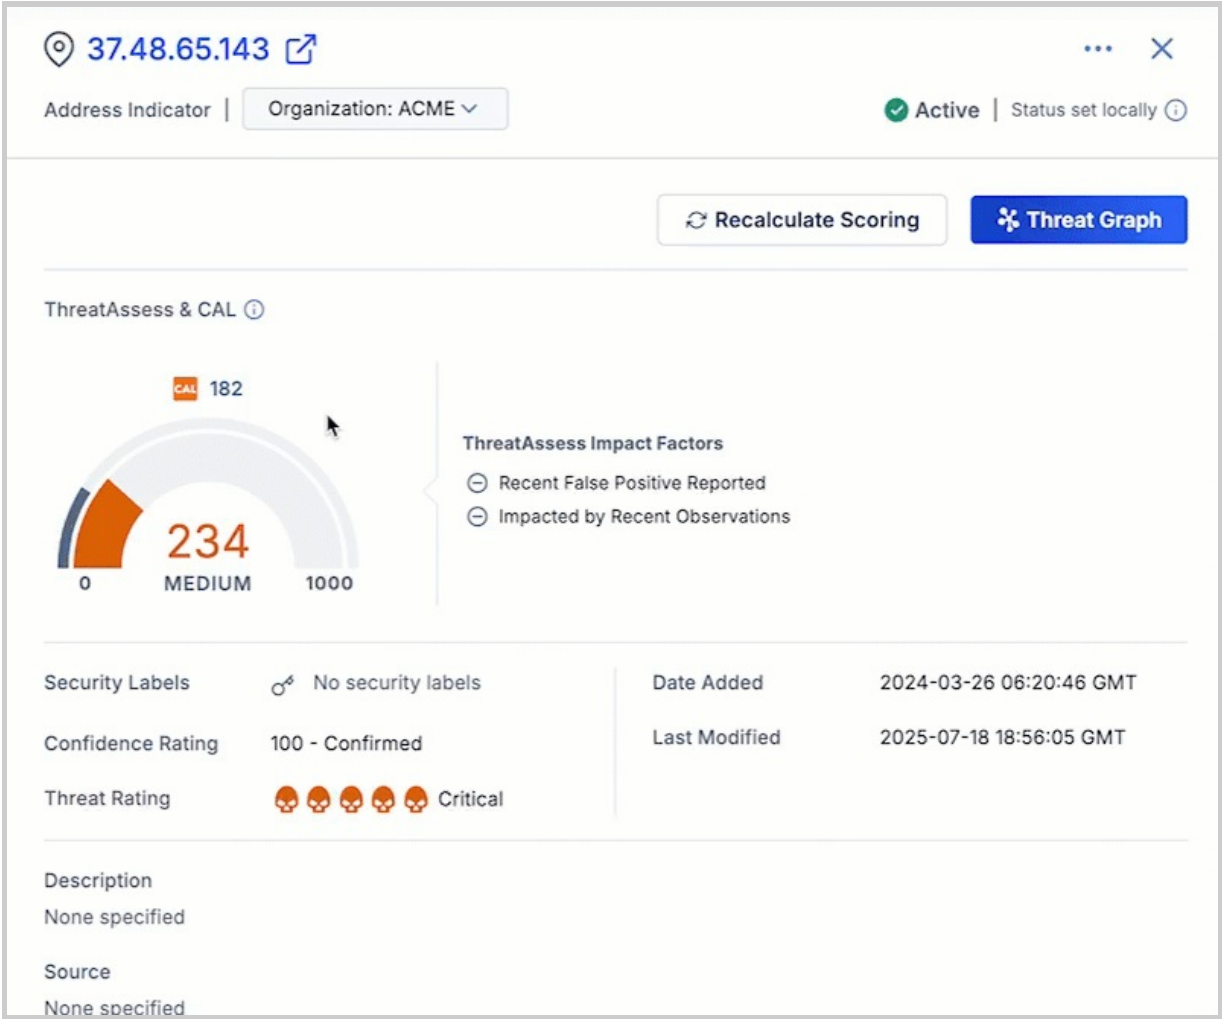 37.48.65.143
Address Indicator | Organization: ACME
Active | Status set locally
Recalculate Scoring
Threat Graph
ThreatAssess & CAL
CAL 182
234
0 MEDIUM 1000
ThreatAssess Impact Factors
Recent False Positive Reported
Impacted by Recent Observations
Security Labels No security labels
Confidence Rating 100 - Confirmed
Threat Rating Critical
Date Added 2024-03-26 06:20:46 GMT
Last Modified 2025-07-18 18:56:05 GMT
Description
None specified
Source
None specified